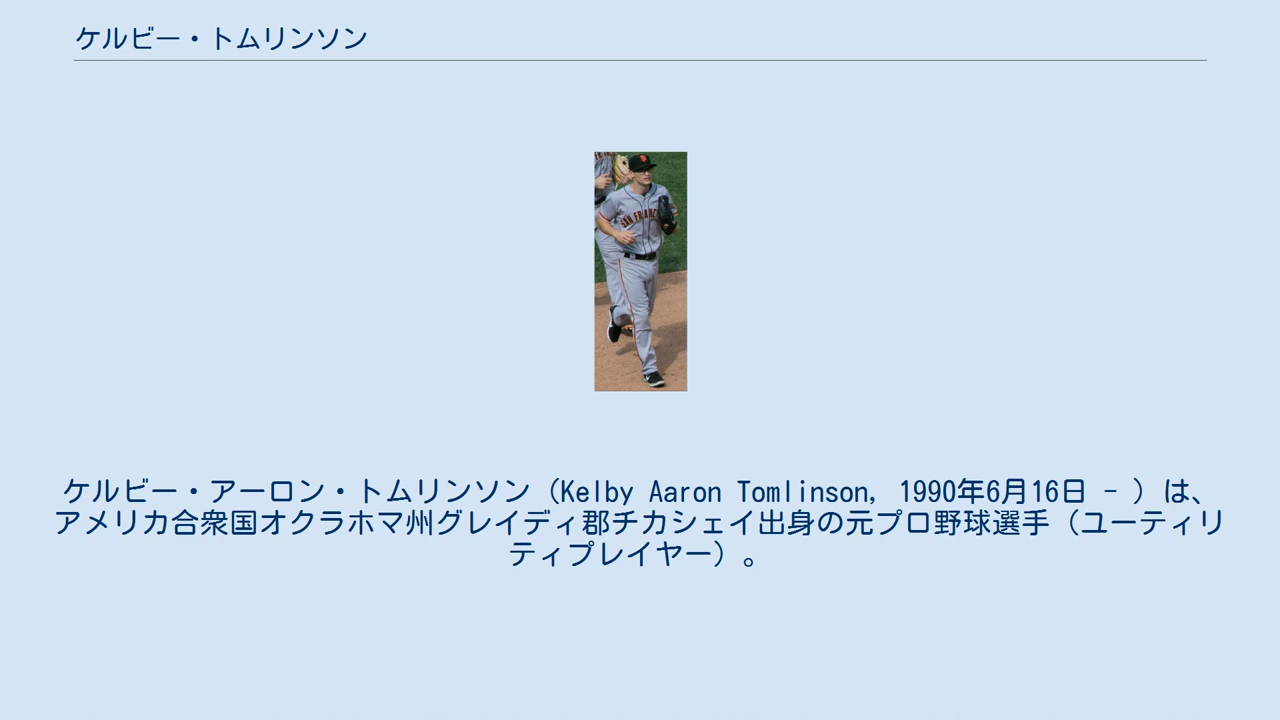 ケルビー・トムリンソン
SAN FRANC
ケルビー・アーロン・トムリンソン（Kelby Aaron Tomlinson, 1990年6月16日 - ）は、
アメリカ合衆国オクラホマ州グレイディ郡チカシェイ出身の元プロ野球選手（ユーティリ
ティプレイヤー）。